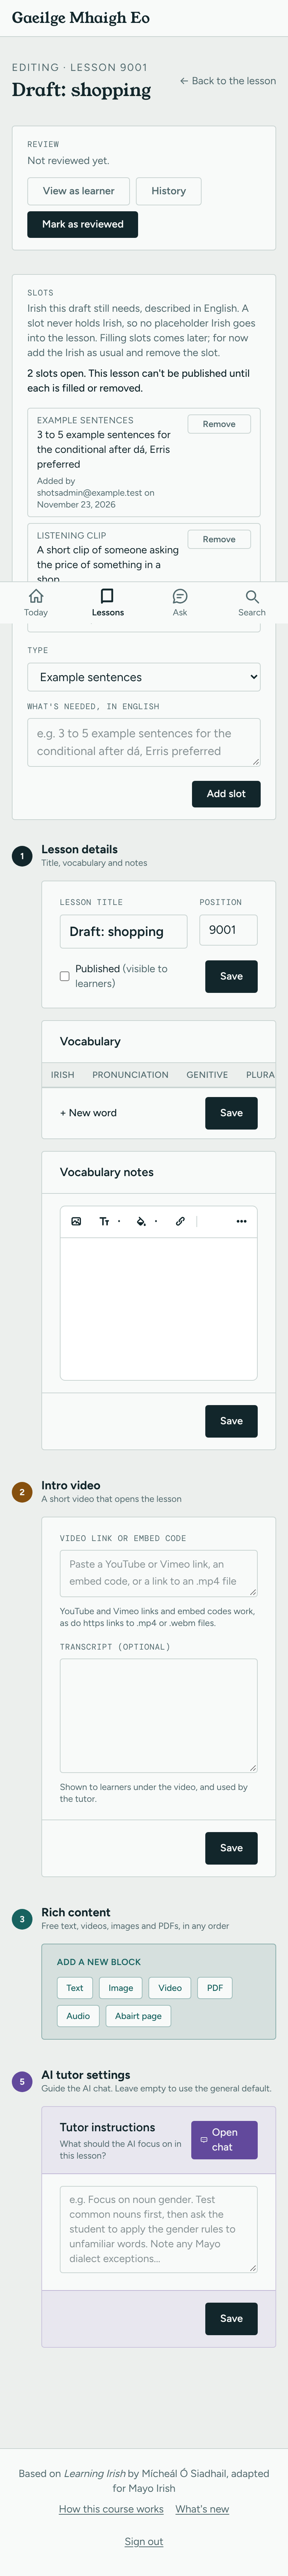 Gaeilge Mhaigh Eo
EDITING · LESSON 9001
Draft: shopping
← Back to the lesson
REVIEW
Not reviewed yet.
View as learner
History
Mark as reviewed
SLOTS
Irish this draft still needs, described in English. A
slot never holds Irish, so no placeholder Irish goes
into the lesson. Filling slots comes later; for now
add the Irish as usual and remove the slot.
2 slots open. This lesson can't be published until
each is filled or removed.
EXAMPLE SENTENCES
3 to 5 example sentences for
the conditional after dá, Erris
preferred
Added by
shotsadmin@example.test on
November 23, 2026
Remove
LISTENING CLIP
A short clip of someone asking
the price of something in a
shop
Remove
Today
Lessons
Ask
Search
TYPE
Example sentences
WHAT'S NEEDED, IN ENGLISH
e.g. 3 to 5 example sentences for the
conditional after dá, Erris preferred
Add slot
1
Lesson details
Title, vocabulary and notes
LESSON TITLE
POSITION
Draft: shopping
9001
Published (visible to
learners)
Save
Vocabulary
IRISH PRONUNCIATION GENITIVE PLURA
+ New word
Save
Vocabulary notes
Save
2
Intro video
A short video that opens the lesson
VIDEO LINK OR EMBED CODE
Paste a YouTube or Vimeo link, an
embed code, or a link to an .mp4 file
YouTube and Vimeo links and embed codes work,
as do https links to .mp4 or .webm files.
TRANSCRIPT (OPTIONAL)
Shown to learners under the video, and used by
the tutor.
Save
3
Rich content
Free text, videos, images and PDFs, in any order
ADD A NEW BLOCK
Text
Image
Video
PDF
Audio
Abairt page
5
AI tutor settings
Guide the AI chat. Leave empty to use the general default.
Tutor instructions
What should the AI focus on in
this lesson?
Open
chat
e.g. Focus on noun gender. Test
common nouns first, then ask the
student to apply the gender rules to
unfamiliar words. Note any Mayo
dialect exceptions...
Save
Based on Learning Irish by Mícheál Ó Siadhail, adapted
for Mayo Irish
How this course works
What's new
Sign out